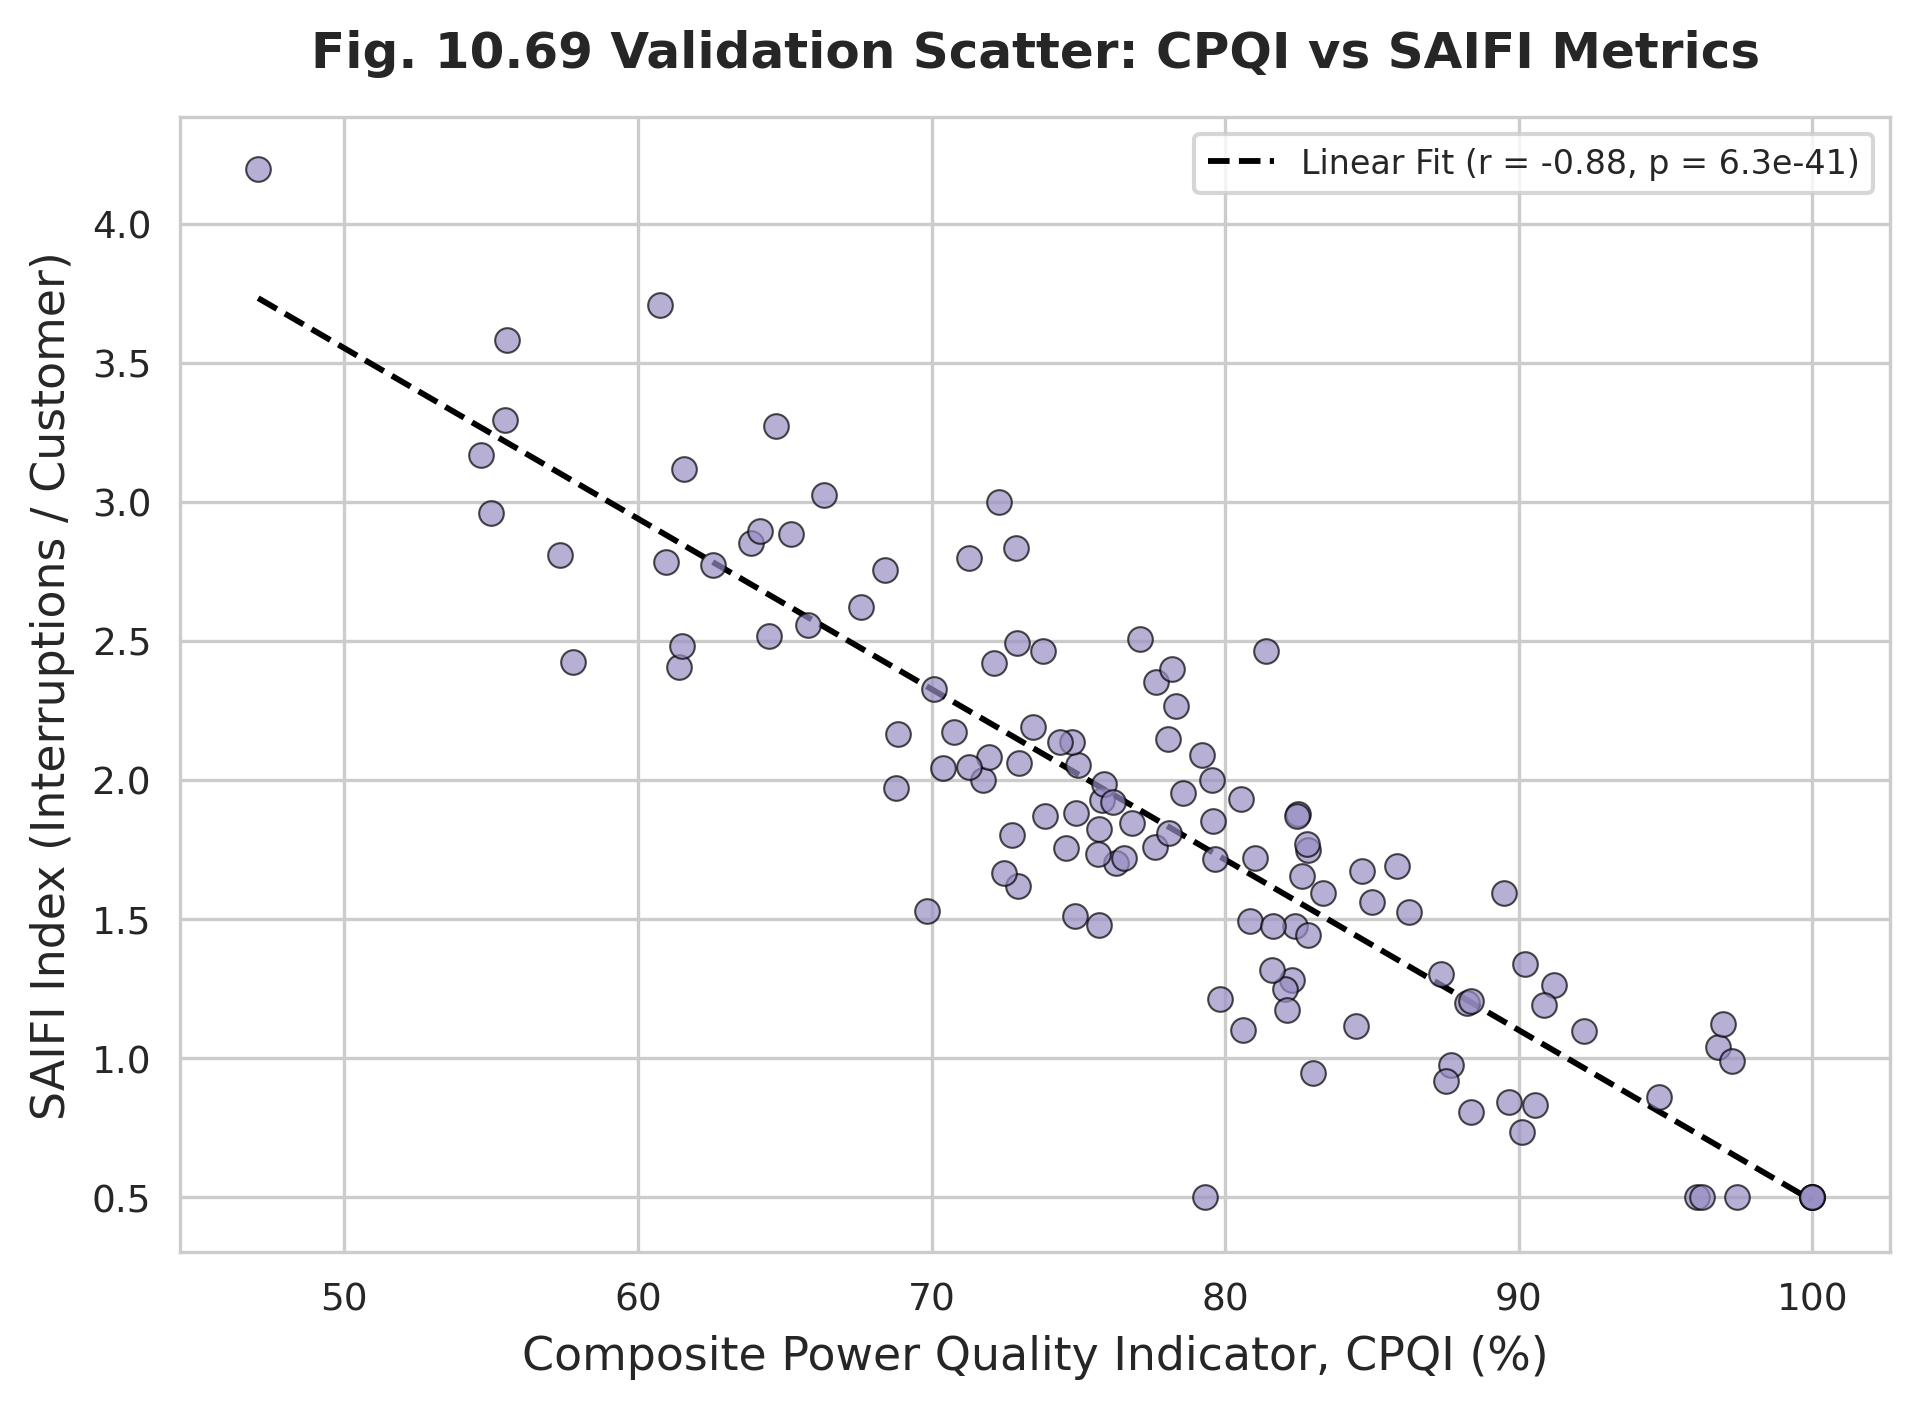 Fig. 10.69 Validation Scatter: CPQI vs SAIFI Metrics
Linear Fit (r = -0.88, p = 6.3e-41)
SAIFI Index (Interruptions / Customer)
4.0
3.5
3.0
2.5
2.0
1.5
1.0
0.5
50 60 70 80 90 100
Composite Power Quality Indicator, CPQI (%)